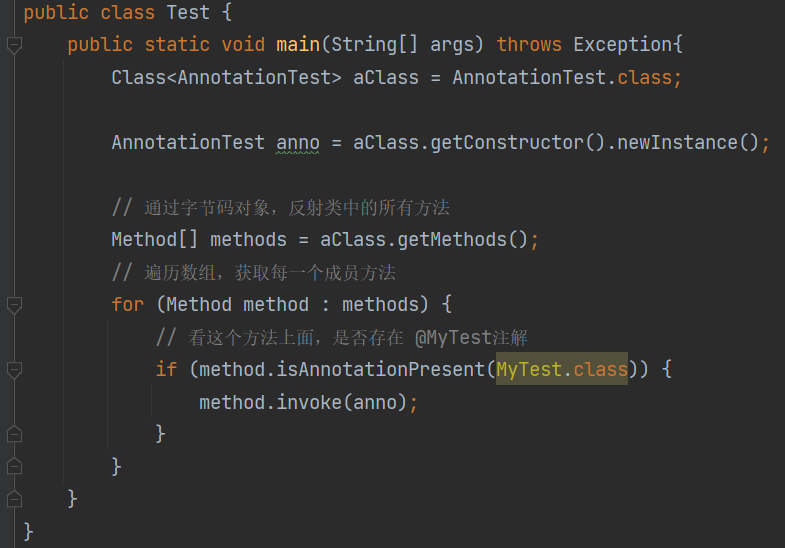 public class Test {
public static void main(String[] args) throws Exception{
Class<AnnotationTest> aClass = AnnotationTest.class;
AnnotationTest anno = aClass.getConstructor().newInstance();
// 通过字节码对象，反射类中的所有方法
Method[] methods = aClass.getMethods();
// 遍历数组，获取每一个成员方法
for (Method method : methods) {
// 看这个方法上面，是否存在 @MyTest注解
if (method.isAnnotationPresent(MyTest.class)) {
method.invoke(anno);
}
}
}
}